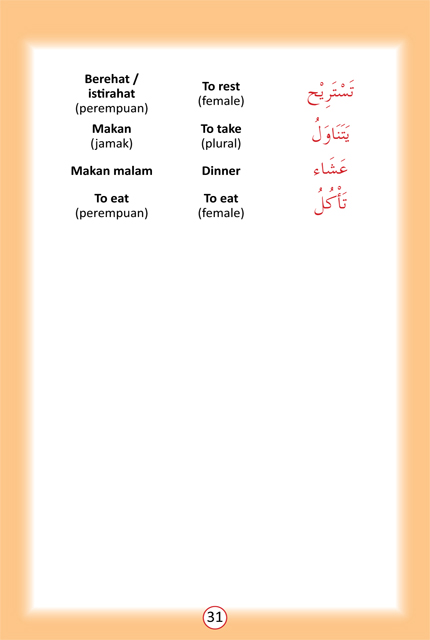 Berehat / istirahat (perempuan)
To rest (female)
تَسْتَرِيْح
Makan (jamak)
To take (plural)
يَتَنَاوَلُ
Makan malam
Dinner
عَشَاء
To eat (perempuan)
To eat (female)
تَأْكُلُ
31